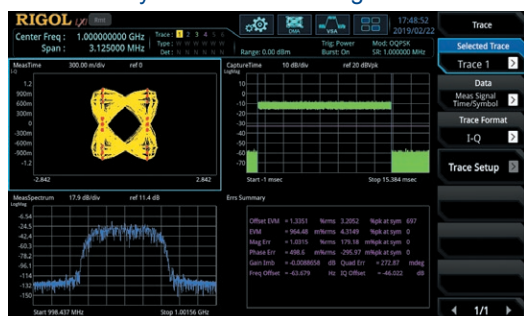 RIGOL RMT
17:48:52
2019/02/22
Center Freq : 1.000000000 GHz
Span : 3.125000 MHz
Trace : 1 2 3 4 5 6
Type :
Det :
VSA
Range: 0.00 dBm
Trig: Power
Burst: On
Mod: OQPSK
SR: 1.000000 MHz
MeasTime 300.00 m/div ref 0
I-Q
1.2
900m
600m
300m
0
-300m
-600m
-900m
-1.2
-2.842 2.842
CaptureTime 10 dB/div ref 20 dBVpk
LogMag
10
0
-10
-20
-30
-40
-50
-60
-70
Start -1 msec Stop 15.384 msec
MeasSpectrum 17.9 dB/div ref 11.4 dB
LogMag
-6.54
-24.5
-42.4
-60.3
-78.2
-96.1
-114
-132
-150
Start 998.437 MHz Stop 1.00156 GHz
Errs Summary
Offset EVM = 1.3351 %rms 3.2052 %pk at sym 697
EVM = 964.48 m%rms 4.3149 %pk at sym 0
Mag Err = 1.0315 %rms 179.18 m%pk at sym 0
Phase Err = 498.6 m%rms -295.97 m%pk at sym 0
Gain Imb = -0.0088658 dB Quad Err = 272.87 mdeg
Freq Offset = -63.679 Hz IQ Offset = -46.022 dB
Trace
Selected Trace
Trace 1
Data
Meas Signal
Time/Symbol
Trace Format
I-Q
Trace Setup
1/1